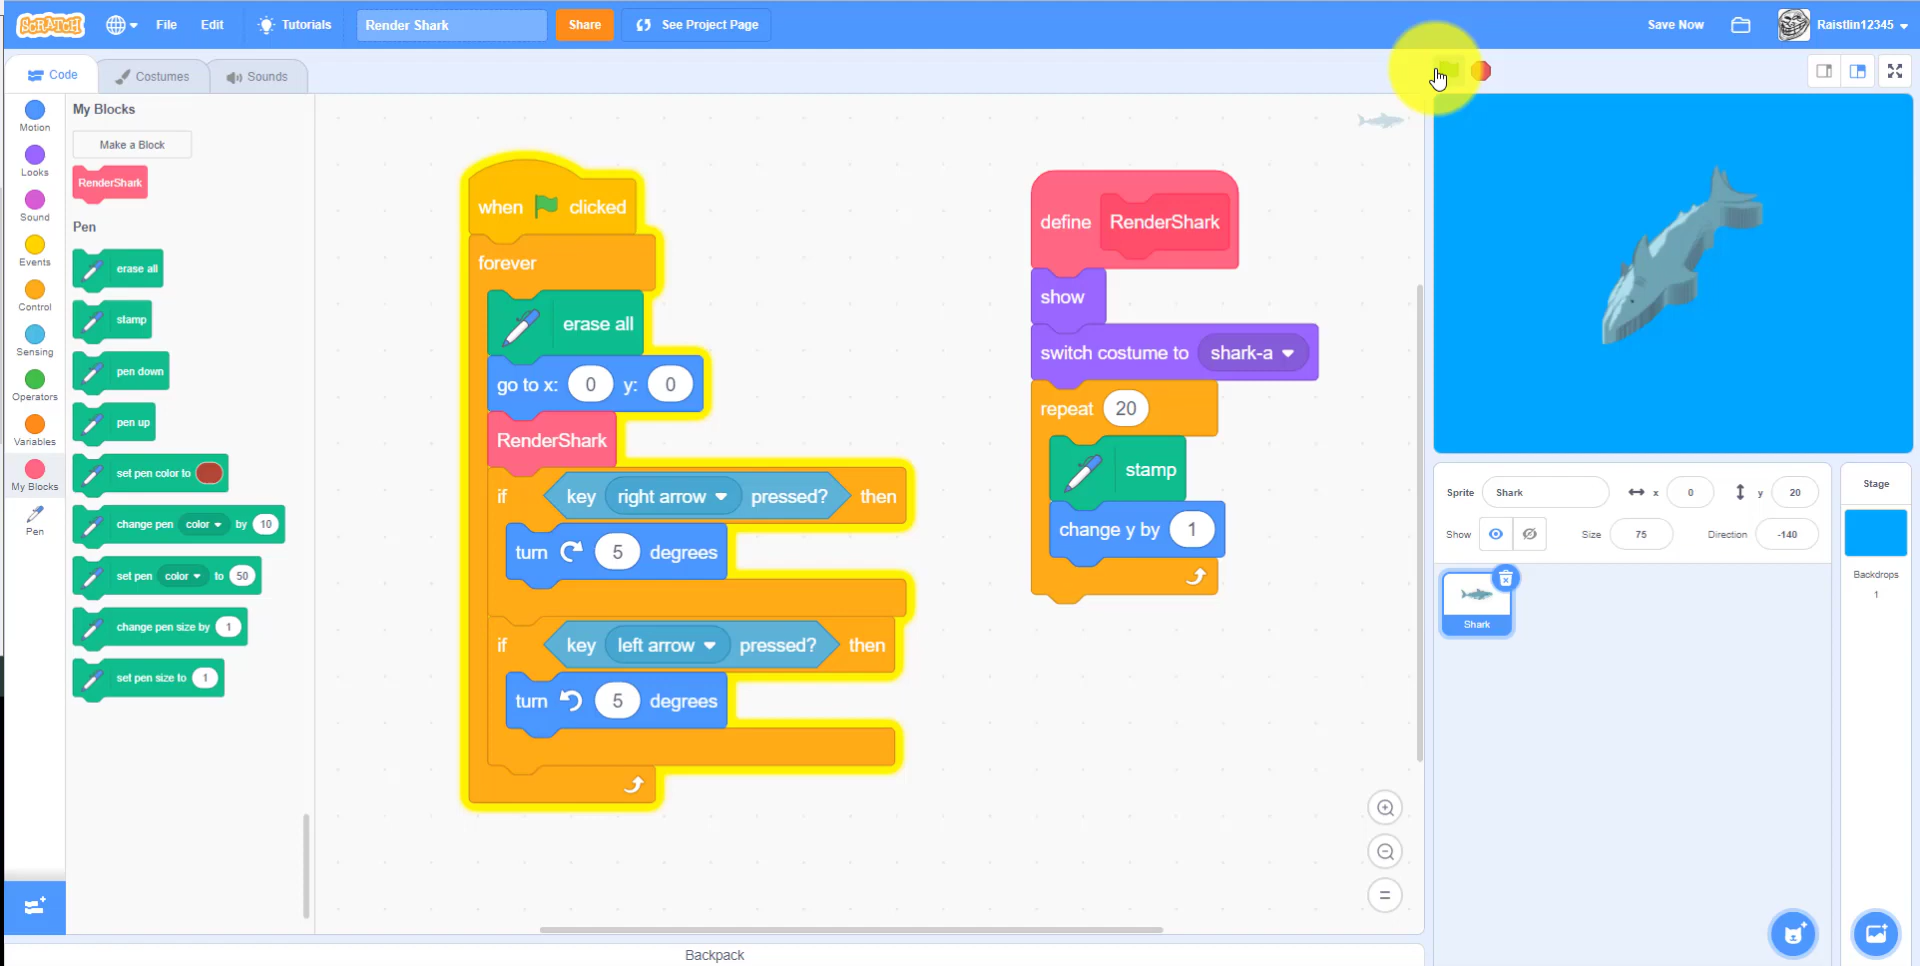 SCRATCH File Edit Tutorials Render Shark Share See Project Page Save Now Raistlin12345
Code Costumes Sounds
Motion
Looks
Sound
Events
Control
Sensing
Operators
Variables
My Blocks
Pen
My Blocks
Make a Block
RenderShark
Pen
erase all
stamp
pen down
pen up
set pen color to
change pen color by 10
set pen color to 50
change pen size by 1
set pen size to 1
when clicked
forever
erase all
go to x: 0 y: 0
RenderShark
if key right arrow pressed? then
turn 5 degrees
if key left arrow pressed? then
turn 5 degrees
define RenderShark
show
switch costume to shark-a
repeat 20
stamp
change y by 1
Sprite Shark x 0 y 20
Show Size 75 Direction -140
Shark
Stage
Backdrops
1
Backpack